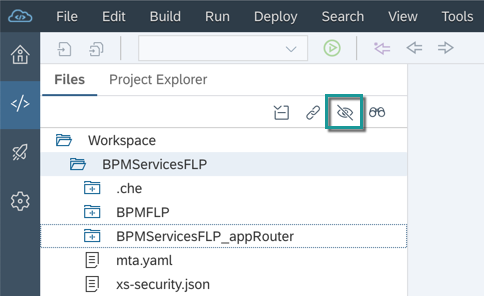 File Edit Build Run Deploy Search View Tools
Files Project Explorer
Workspace
BPMServicesFLP
.che
BPMFLP
BPMServicesFLP_appRouter
mta.yaml
xs-security.json